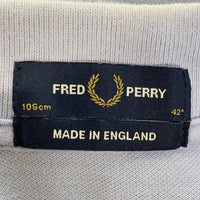 FRED PERRY
106cm 42"
MADE IN ENGLAND